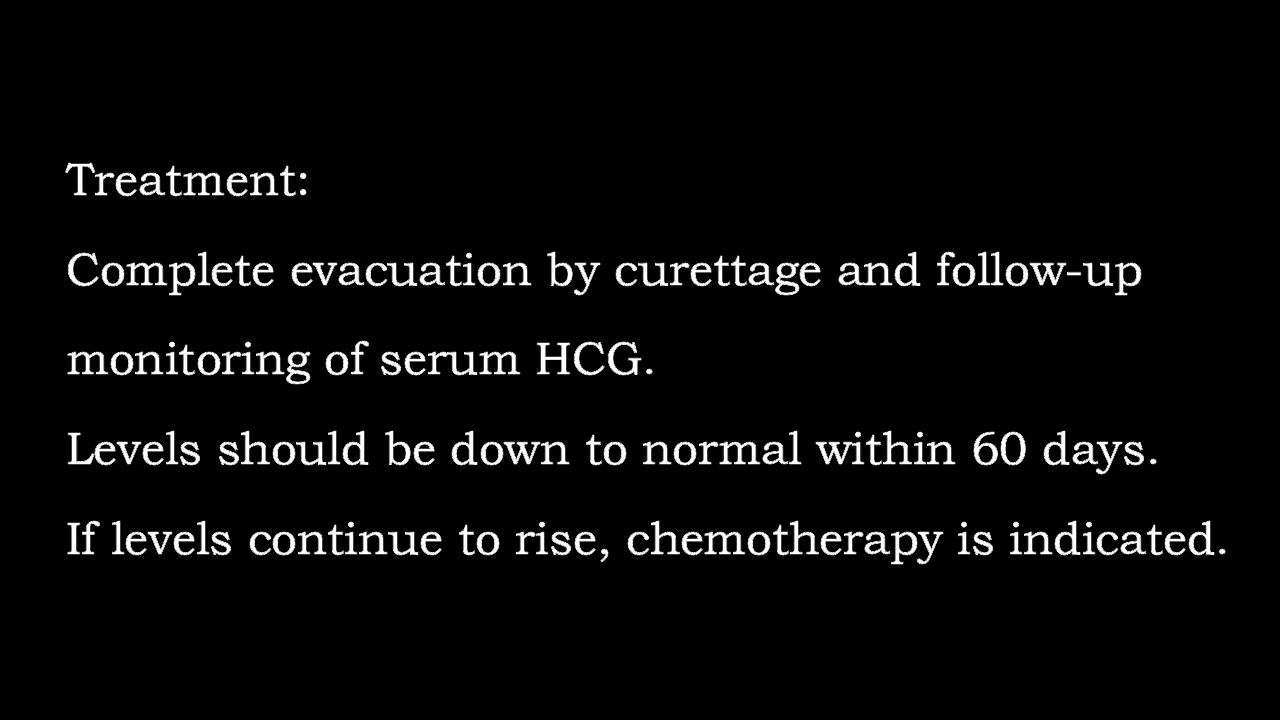 Treatment:
Complete evacuation by curettage and follow-up
monitoring of serum HCG.
Levels should be down to normal within 60 days.
If levels continue to rise, chemotherapy is indicated.